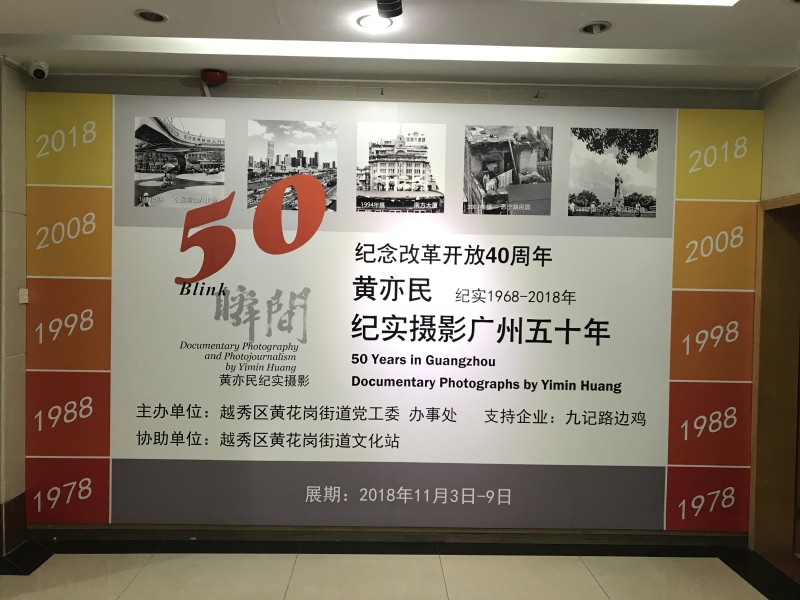 2018
2008
1998
1988
1978
1994年摄
南方大厦
50
Blink
瞬間
Documentary Photography
and Photojournalism
by Yimin Huang
黄亦民纪实摄影
纪念改革开放40周年
黄亦民 纪实1968-2018年
纪实摄影广州五十年
50 Years in Guangzhou
Documentary Photographs by Yimin Huang
主办单位：越秀区黄花岗街道党工委 办事处 支持企业：九记路边鸡
协助单位：越秀区黄花岗街道文化站
展期：2018年11月3日-9日
2018
2008
1998
1988
1978